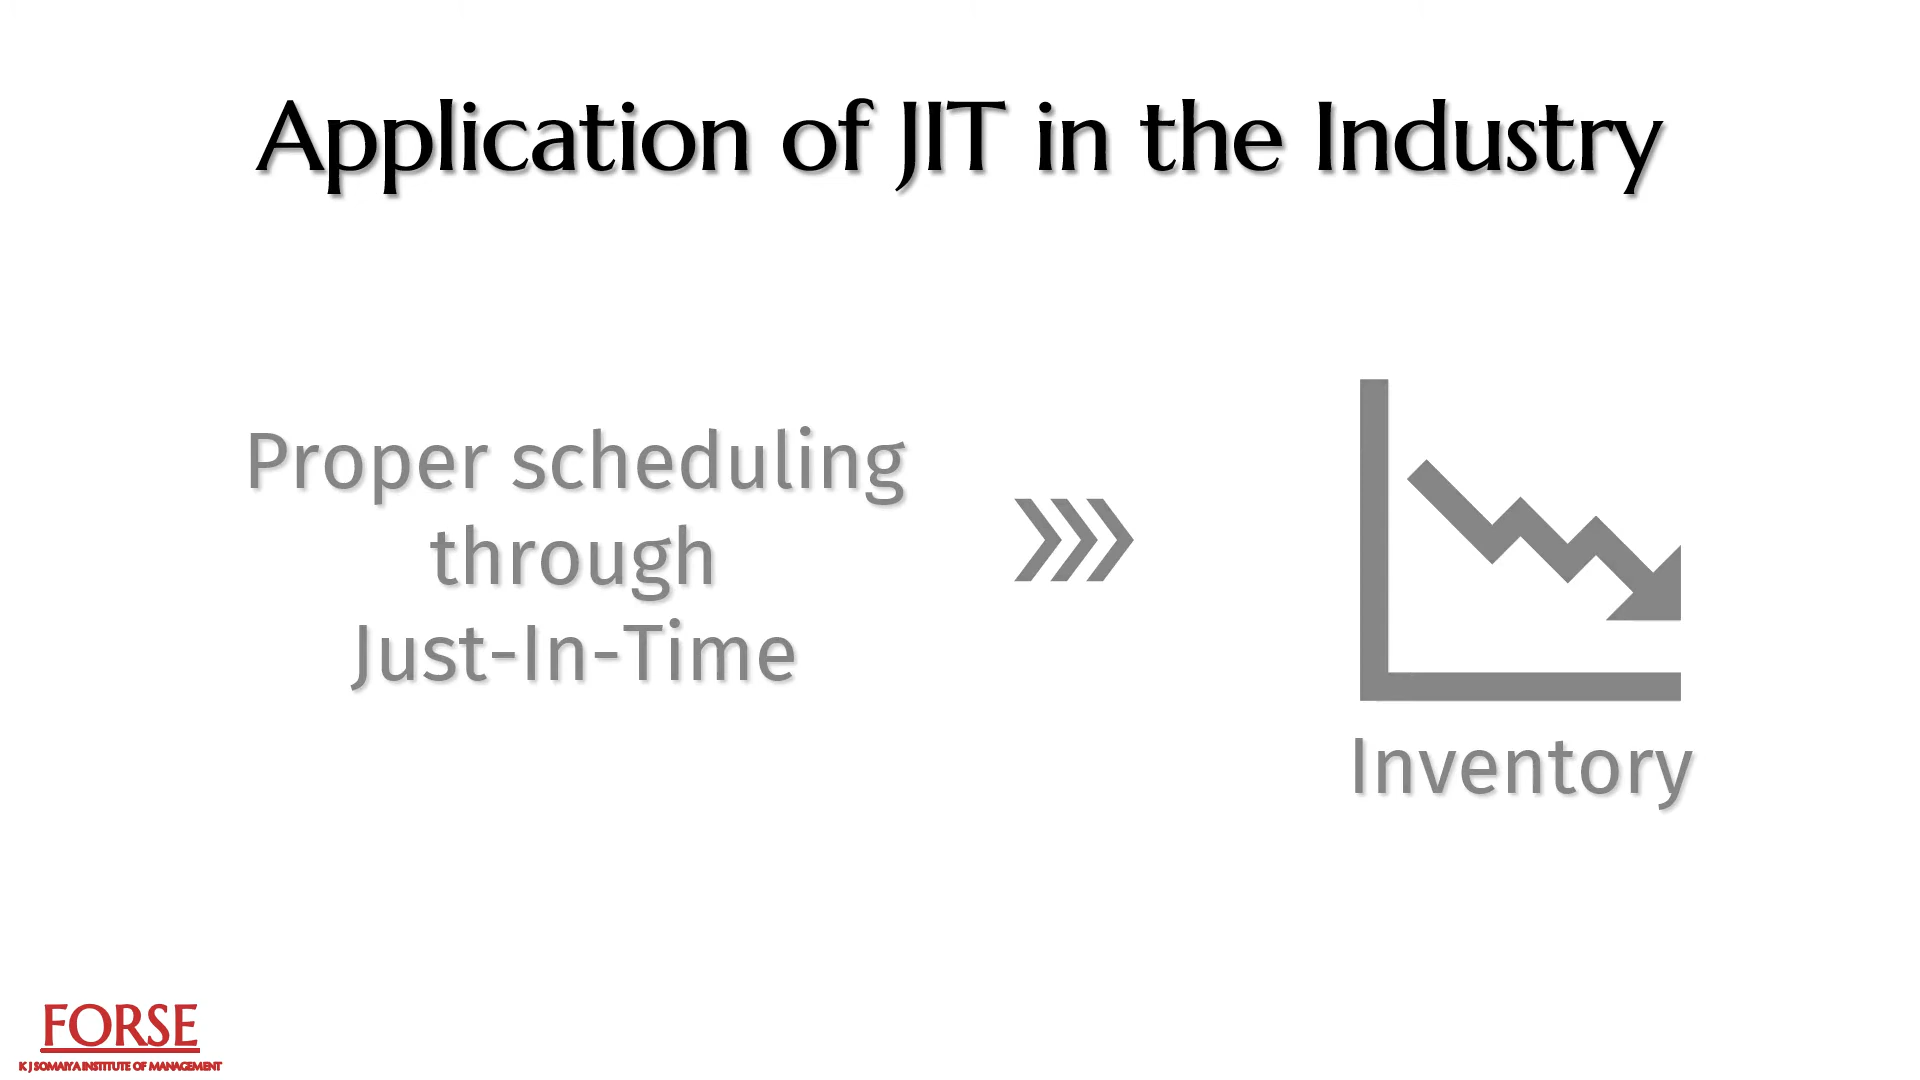 Application of JIT in the Industry
Proper scheduling
through
Just-In-Time
Inventory
FORSE
K J SOMAIYA INSTITUTE OF MANAGEMENT